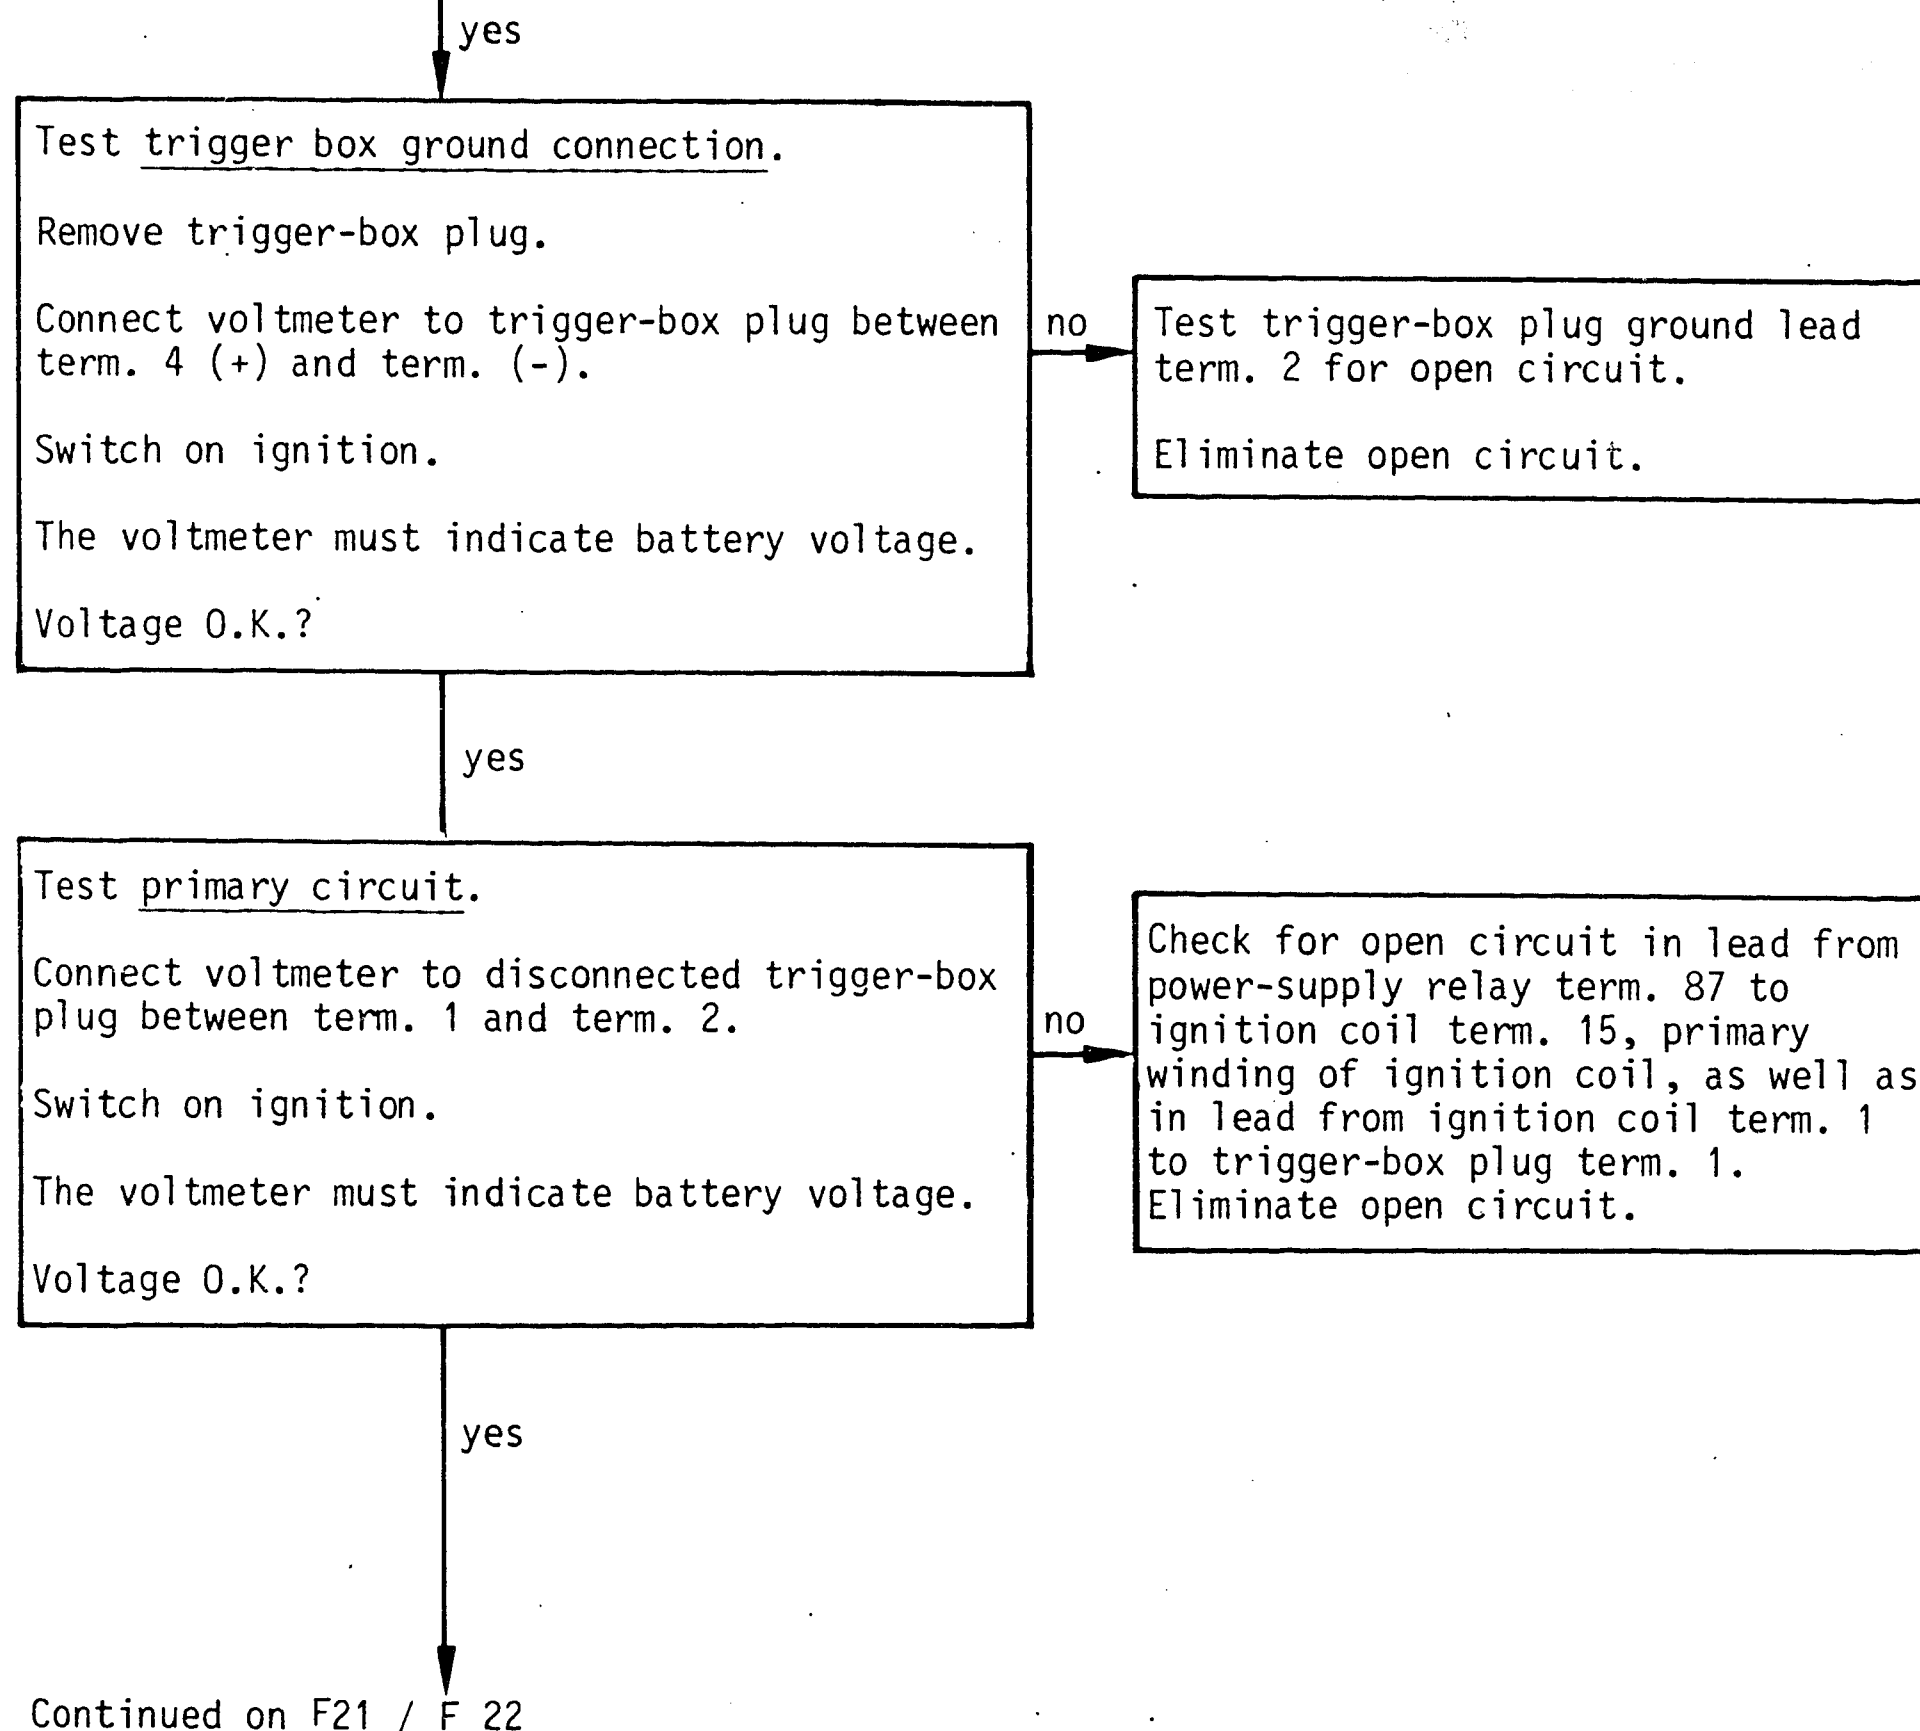 yes
Test trigger box ground connection.
Remove trigger-box plug.
Connect voltmeter to trigger-box plug between
term. 4 (+) and term. (-).
Switch on ignition.
The voltmeter must indicate battery voltage.
Voltage O.K.?
no
Test trigger-box plug ground lead
term. 2 for open circuit.
Eliminate open circuit.
yes
Test primary circuit.
Connect voltmeter to disconnected trigger-box
plug between term. 1 and term. 2.
Switch on ignition.
The voltmeter must indicate battery voltage.
Voltage O.K.?
no
Check for open circuit in lead from
power-supply relay term. 87 to
ignition coil term. 15, primary
winding of ignition coil, as well as
in lead from ignition coil term. 1
to trigger-box plug term. 1.
Eliminate open circuit.
yes
Continued on F21 / F 22